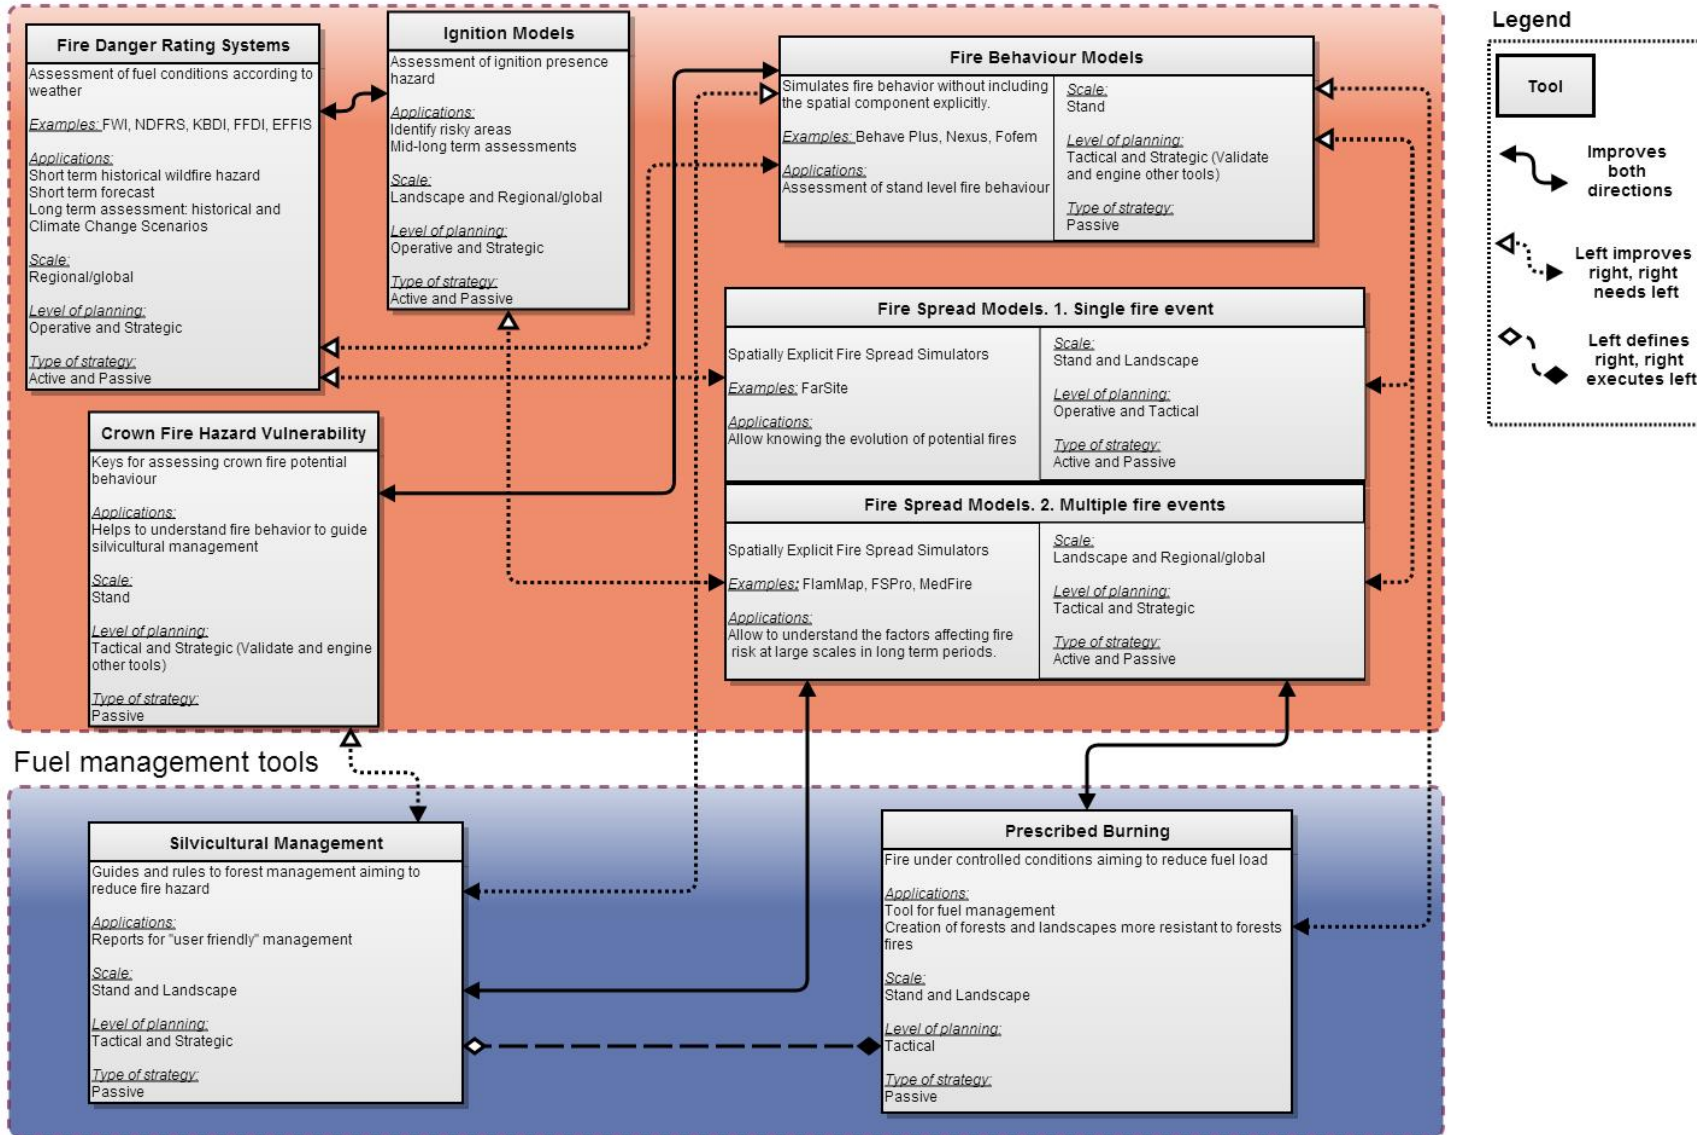 Fire Danger Rating Systems
Assessment of fuel conditions according to
weather
Examples: FWI, NDFRS, KBDI, FFDI, EFFIS
Applications:
Short term historical wildfire hazard
Short term forecast
Long term assessment: historical and
Climate Change Scenarios
Scale:
Regional/global
Level of planning:
Operative and Strategic
Type of strategy:
Active and Passive
Ignition Models
Assessment of ignition presence
hazard
Applications:
Identify risky areas
Mid-long term assessments
Scale:
Landscape and Regional/global
Level of planning:
Operative and Strategic
Type of strategy:
Active and Passive
Fire Behaviour Models
Simulates fire behavior without including
the spatial component explicitly.
Examples: Behave Plus, Nexus, Fofem
Applications:
Assessment of stand level fire behaviour
Scale:
Stand
Level of planning:
Tactical and Strategic (Validate
and engine other tools)
Type of strategy:
Passive
Fire Spread Models. 1. Single fire event
Spatially Explicit Fire Spread Simulators
Examples: FarSite
Applications:
Allow knowing the evolution of potential fires
Scale:
Stand and Landscape
Level of planning:
Operative and Tactical
Type of strategy:
Active and Passive
Fire Spread Models. 2. Multiple fire events
Spatially Explicit Fire Spread Simulators
Examples: FlamMap, FSPro, MedFire
Applications:
Allow to understand the factors affecting fire
risk at large scales in long term periods.
Scale:
Landscape and Regional/global
Level of planning:
Tactical and Strategic
Type of strategy:
Active and Passive
Crown Fire Hazard Vulnerability
Keys for assessing crown fire potential
behaviour
Applications:
Helps to understand fire behavior to guide
silvicultural management
Scale:
Stand
Level of planning:
Tactical and Strategic (Validate and engine
other tools)
Type of strategy:
Passive
Fuel management tools
Silvicultural Management
Guides and rules to forest management aiming to
reduce fire hazard
Applications:
Reports for "user friendly" management
Scale:
Stand and Landscape
Level of planning:
Tactical and Strategic
Type of strategy:
Passive
Prescribed Burning
Fire under controlled conditions aiming to reduce fuel load
Applications:
Tool for fuel management
Creation of forests and landscapes more resistant to forests
fires
Scale:
Stand and Landscape
Level of planning:
Tactical
Type of strategy:
Passive
Legend
Tool
Improves
both
directions
Left improves
right, right
needs left
Left defines
right, right
executes left